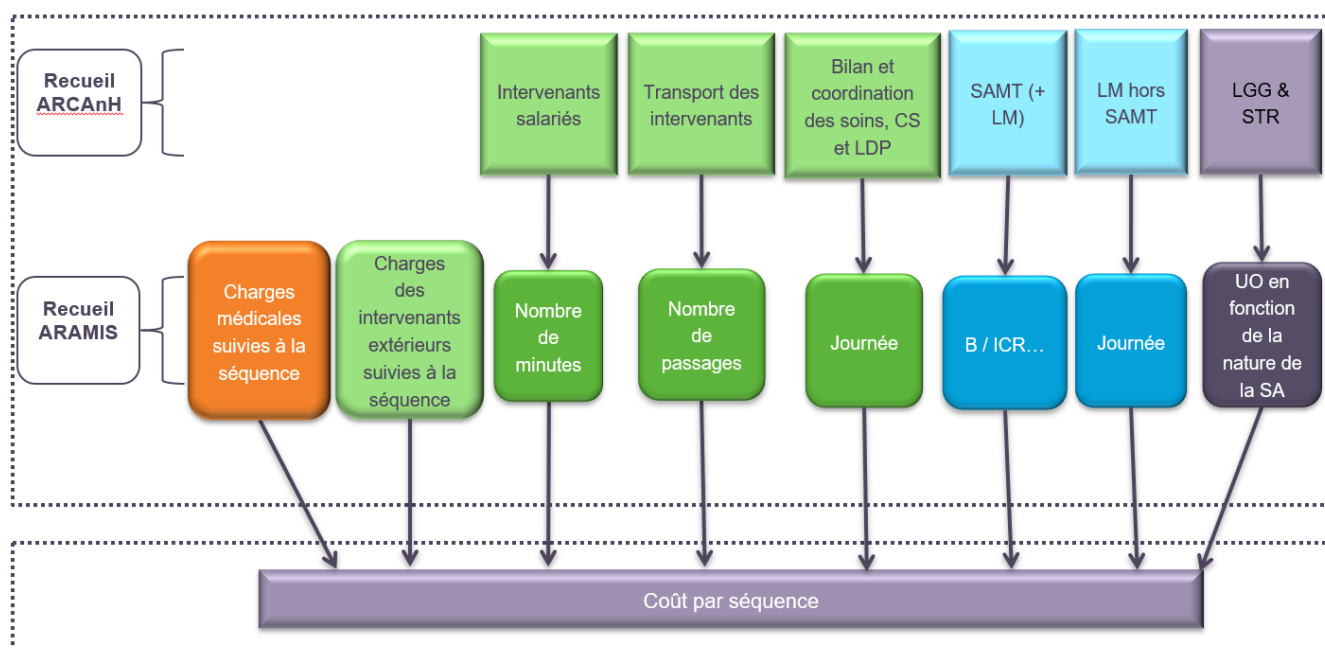 Recueil
ARCAnH
Intervenants
salariés
Transport des
intervenants
Bilan et
coordination
des soins, CS
et LDP
SAMT (+
LM)
LM hors
SAMT
LGG &
STR
Recueil
ARAMIS
Charges
médicales
suivies à la
séquence
Charges
des
intervenants
extérieurs
suivies à la
séquence
Nombre
de
minutes
Nombre
de
passages
Journée
B / ICR…
Journée
UO en
fonction
de la
nature de
la SA
Coût par séquence